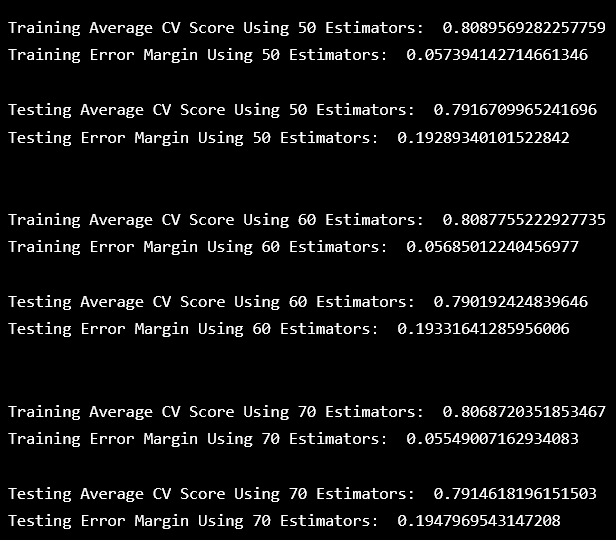 Training Average CV Score Using 50 Estimators:  0.8089569282257759
Training Error Margin Using 50 Estimators:  0.057394142714661346
Testing Average CV Score Using 50 Estimators:  0.7916709965241696
Testing Error Margin Using 50 Estimators:  0.19289340101522842
Training Average CV Score Using 60 Estimators:  0.8087755222927735
Training Error Margin Using 60 Estimators:  0.05685012240456977
Testing Average CV Score Using 60 Estimators:  0.790192424839646
Testing Error Margin Using 60 Estimators:  0.19331641285956006
Training Average CV Score Using 70 Estimators:  0.8068720351853467
Training Error Margin Using 70 Estimators:  0.05549007162934083
Testing Average CV Score Using 70 Estimators:  0.7914618196151503
Testing Error Margin Using 70 Estimators:  0.1947969543147208